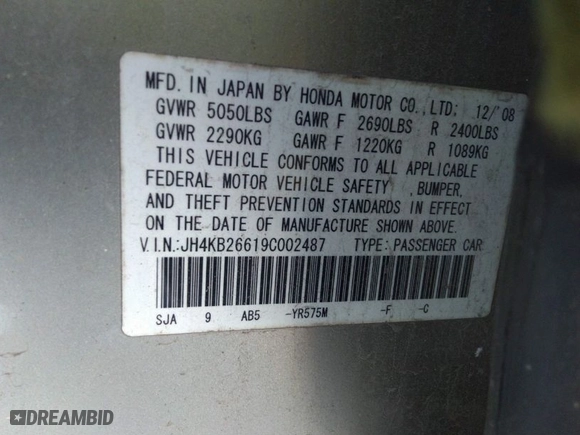 MFD. IN JAPAN BY HONDA MOTOR CO., LTD; 12/'08
GVWR 5050LBS GAWR F 2690LBS R 2400LBS
GVWR 2290KG GAWR F 1220KG R 1089KG
THIS VEHICLE CONFORMS TO ALL APPLICABLE
FEDERAL MOTOR VEHICLE SAFETY ,BUMPER,
AND THEFT PREVENTION STANDARDS IN EFFECT
ON THE DATE OF MANUFACTURE SHOWN ABOVE.
V.I.N.:JH4KB26619C002487 TYPE: PASSENGER CAR
SJA 9 AB5 -YR575M -F -C
DREAMBID